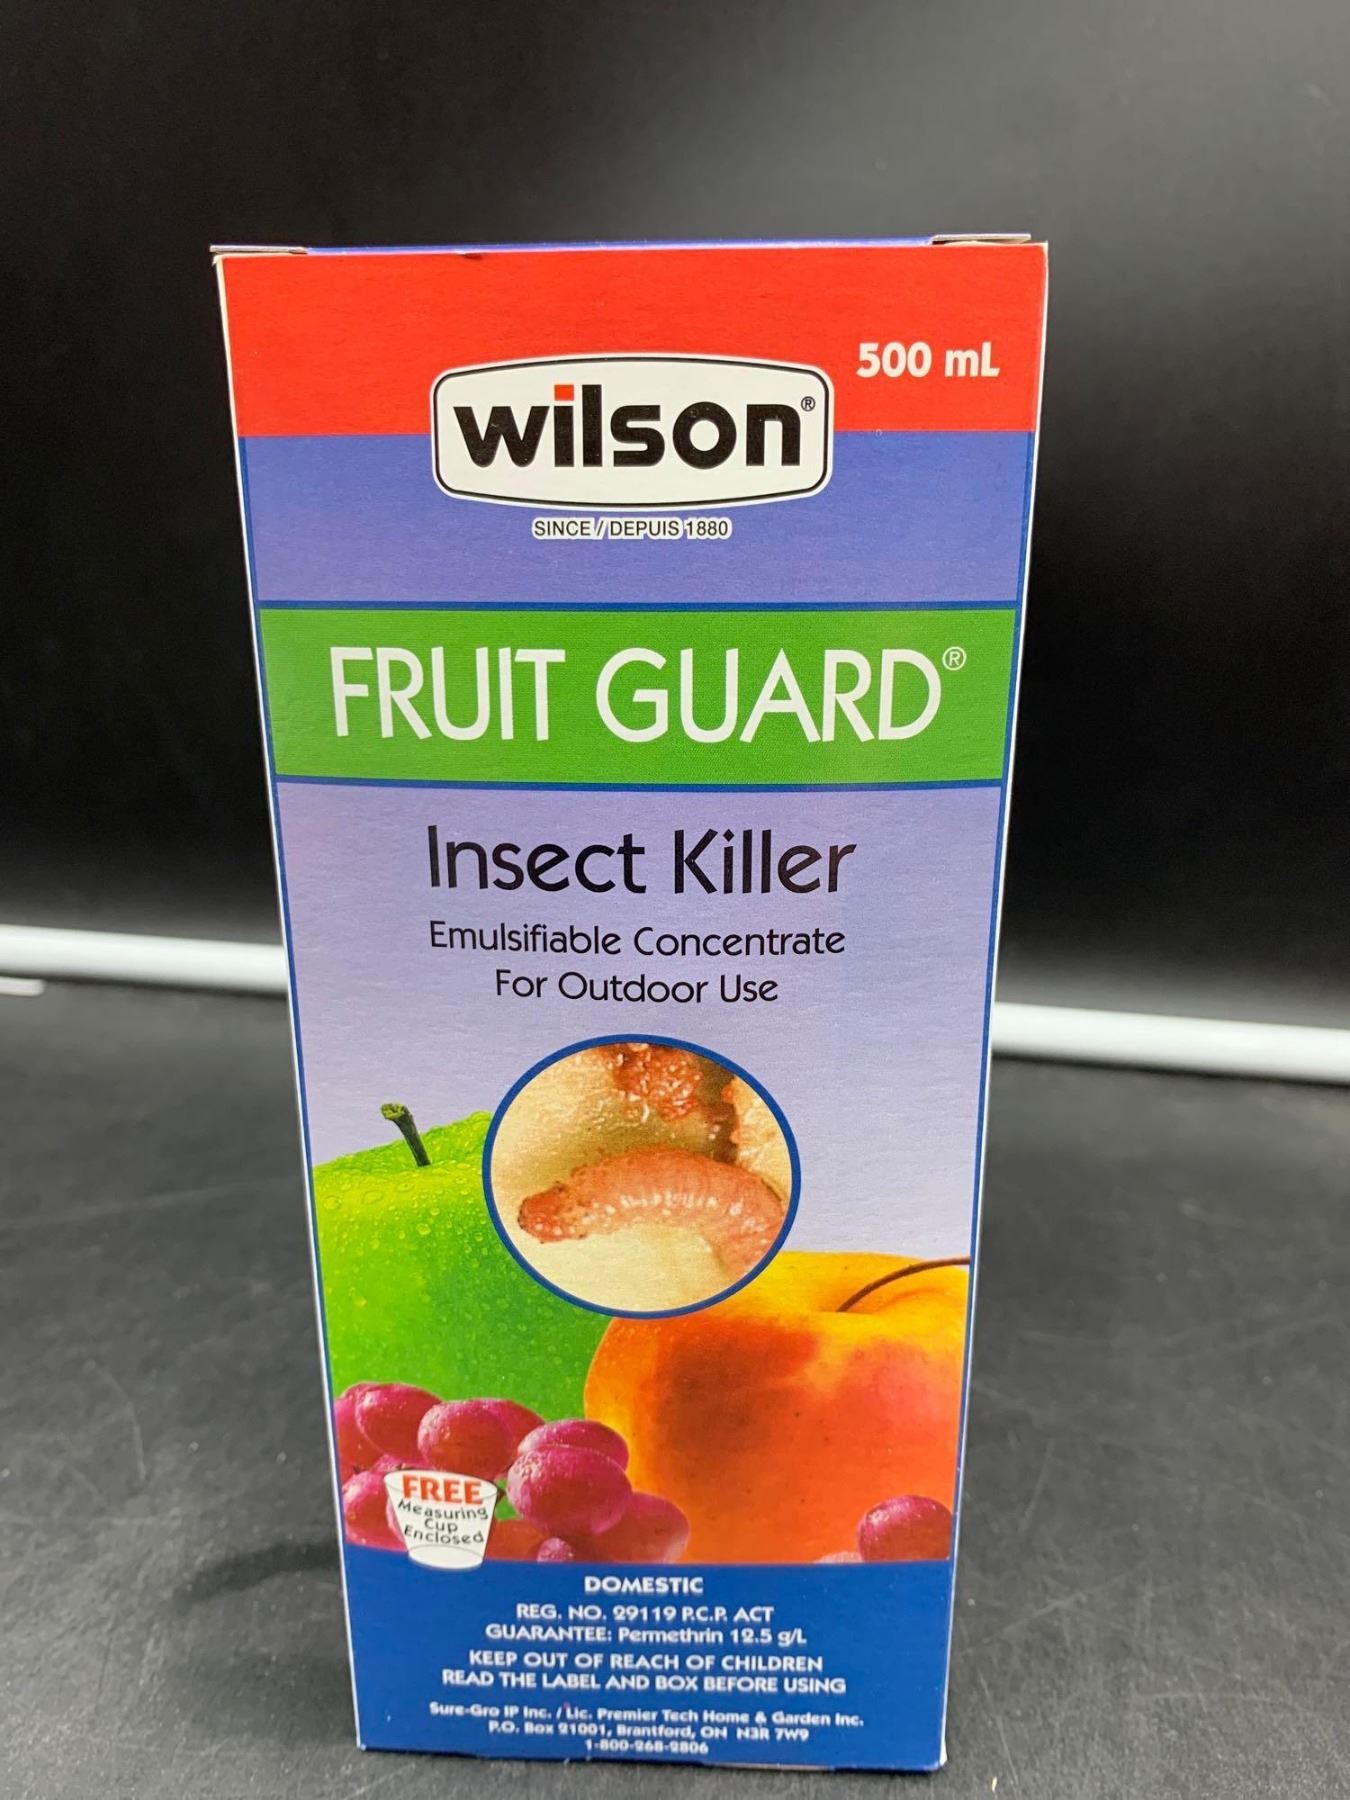 500 mL
wilson®
SINCE / DEPUIS 1880
FRUIT GUARD®
Insect Killer
Emulsifiable Concentrate
For Outdoor Use
FREE
Measuring
Cup
Enclosed
DOMESTIC
REG. NO. 29119 P.C.P. ACT
GUARANTEE: Permethrin 12.5 g/L
KEEP OUT OF REACH OF CHILDREN
READ THE LABEL AND BOX BEFORE USING
Sure-Gro IP Inc. / Lic. Premier Tech Home & Garden Inc.
P.O. Box 21001, Brantford, ON N3R 7W9
1-800-268-2806